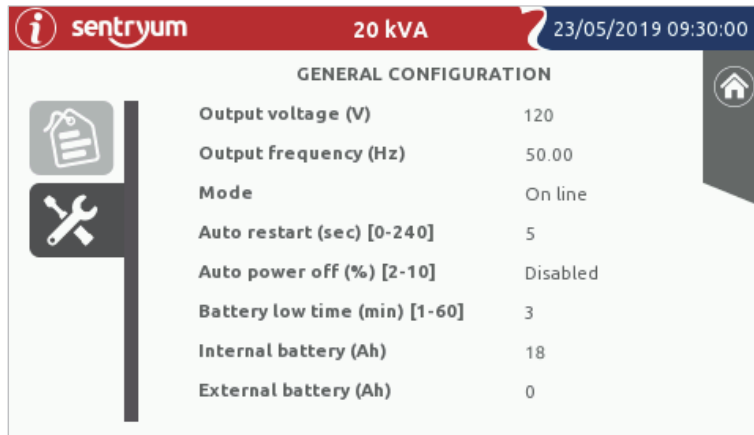 i sentryum 20 kVA 23/05/2019 09:30:00
GENERAL CONFIGURATION
Output voltage (V) 120
Output frequency (Hz) 50.00
Mode On line
Auto restart (sec) [0-240] 5
Auto power off (%) [2-10] Disabled
Battery low time (min) [1-60] 3
Internal battery (Ah) 18
External battery (Ah) 0